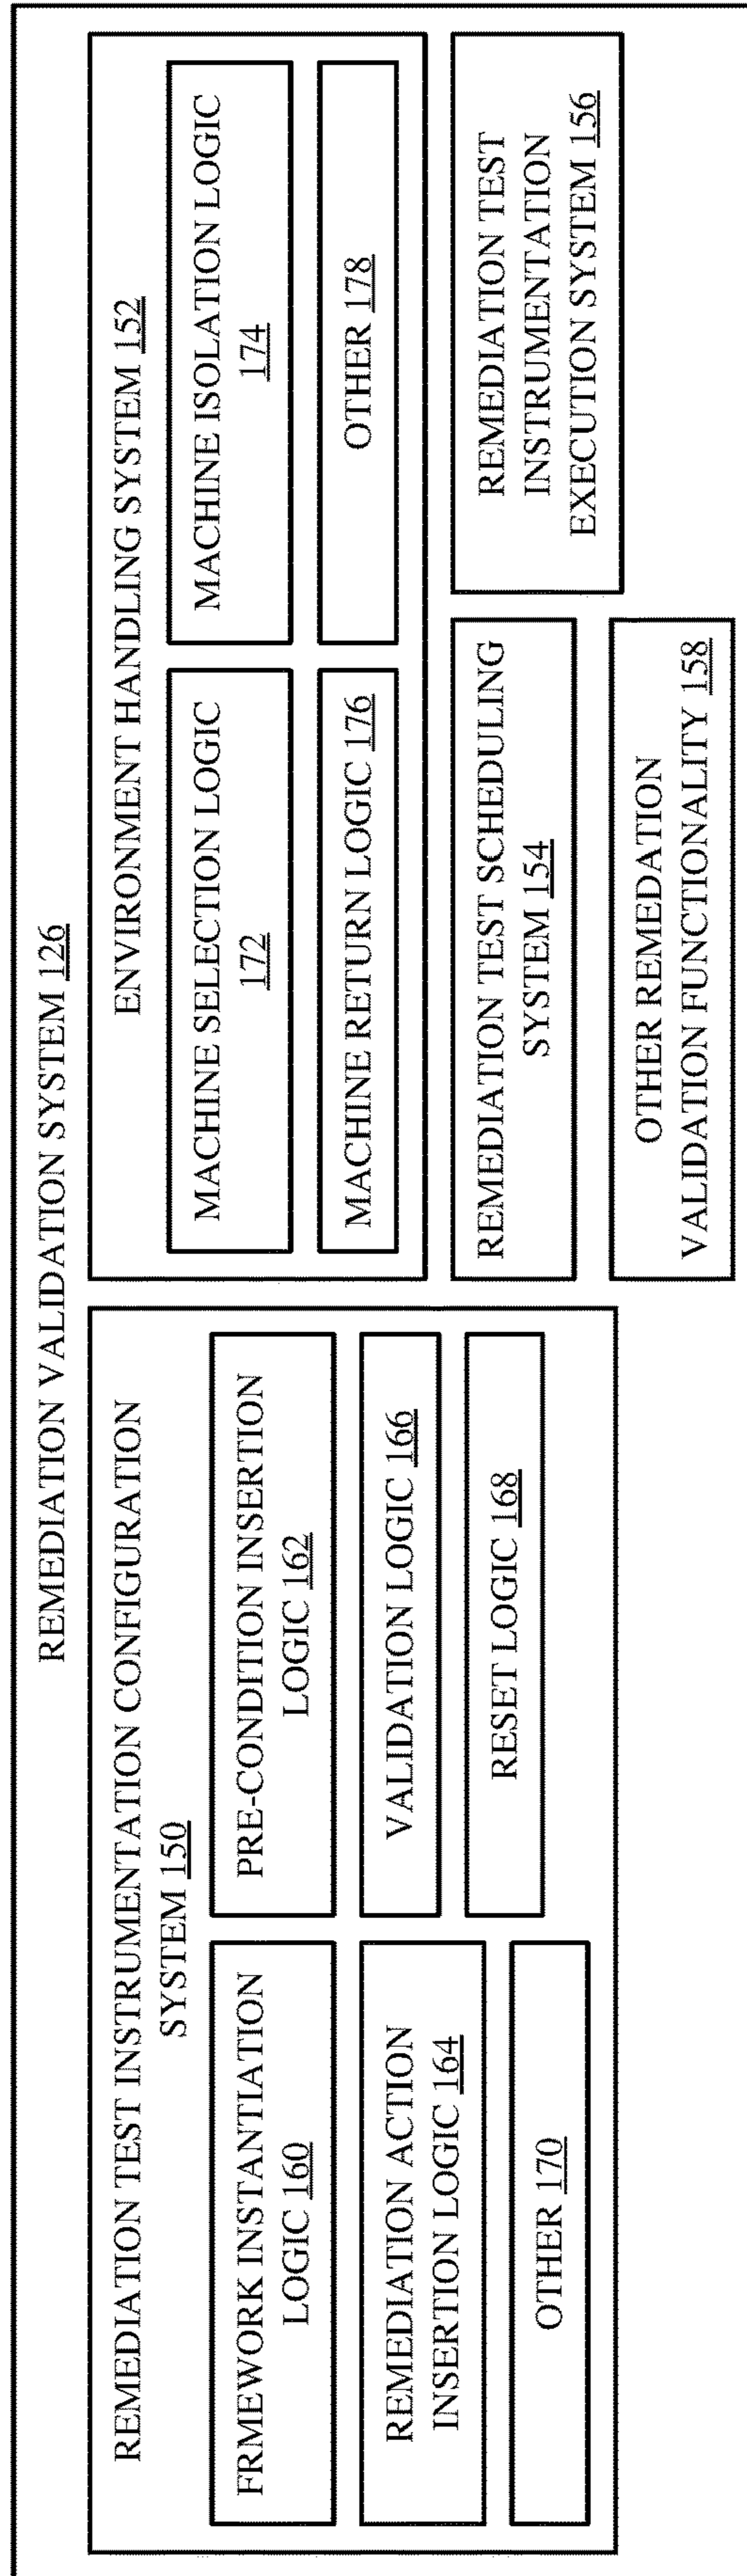 REMEDIATION VALIDATION SYSTEM 126
REMEDIATION TEST INSTRUMENTATION CONFIGURATION
SYSTEM 150
FRMEWORK INSTANTIATION
LOGIC 160
PRE-CONDITION INSERTION
LOGIC 162
REMEDIATION ACTION
INSERTION LOGIC 164
VALIDATION LOGIC 166
RESET LOGIC 168
OTHER 170
ENVIRONMENT HANDLING SYSTEM 152
MACHINE SELECTION LOGIC
172
MACHINE ISOLATION LOGIC
174
MACHINE RETURN LOGIC 176
OTHER 178
REMEDIATION TEST SCHEDULING
SYSTEM 154
REMEDIATION TEST
INSTRUMENTATION
EXECUTION SYSTEM 156
OTHER REMEDATION
VALIDATION FUNCTIONALITY 158